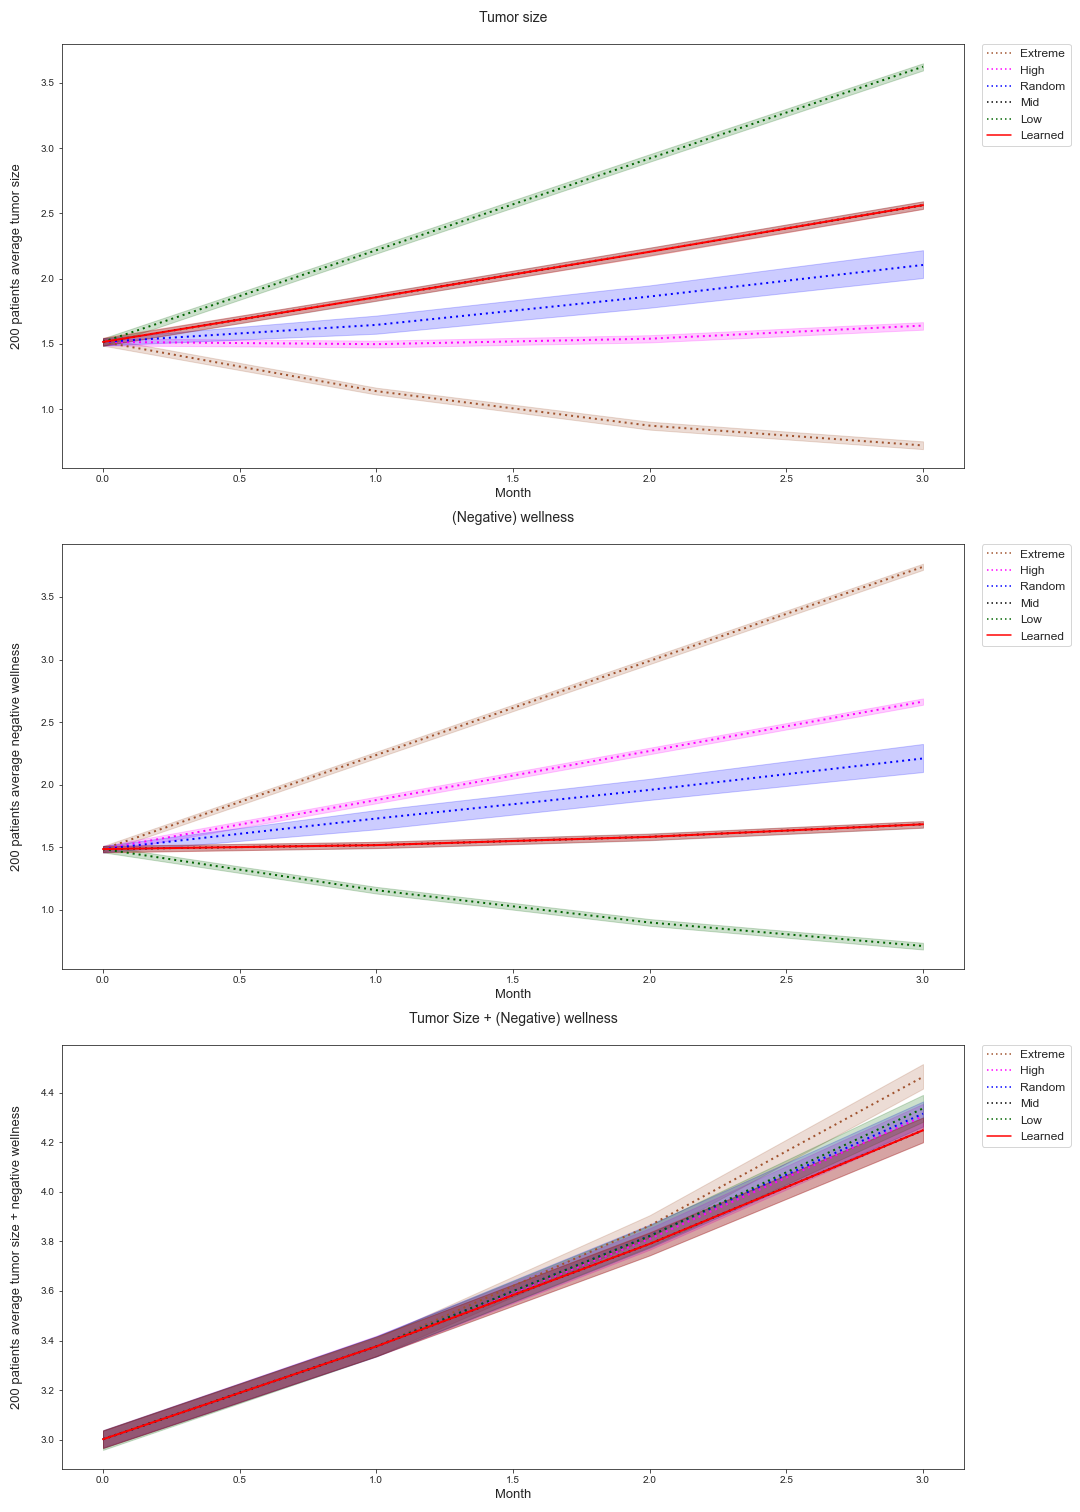 Tumor size
200 patients average tumor size
3.5
3.0
2.5
2.0
1.5
1.0
0.0 0.5 1.0 1.5 2.0 2.5 3.0
Month
Extreme
High
Random
Mid
Low
Learned
(Negative) wellness
200 patients average negative wellness
3.5
3.0
2.5
2.0
1.5
1.0
0.0 0.5 1.0 1.5 2.0 2.5 3.0
Month
Extreme
High
Random
Mid
Low
Learned
Tumor Size + (Negative) wellness
200 patients average tumor size + negative wellness
4.4
4.2
4.0
3.8
3.6
3.4
3.2
3.0
0.0 0.5 1.0 1.5 2.0 2.5 3.0
Month
Extreme
High
Random
Mid
Low
Learned